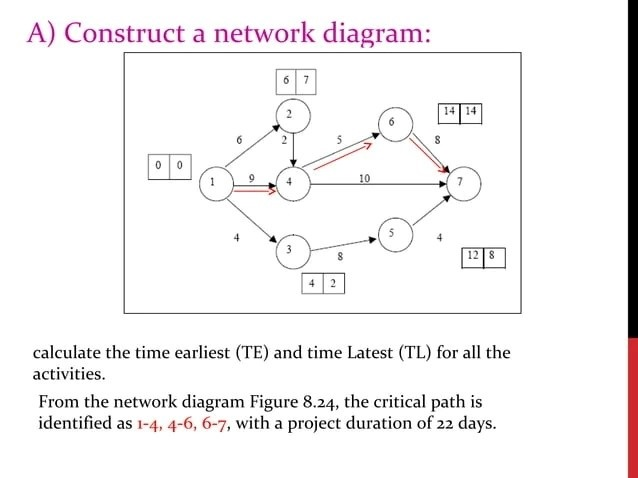 A) Construct a network diagram:
6 7
2
14 14
6
6 2 5 8
0 0
1 9 4 10 7
4 3 8 5 4
12 8
4 2
calculate the time earliest (TE) and time Latest (TL) for all the
activities.
From the network diagram Figure 8.24, the critical path is
identified as 1-4, 4-6, 6-7, with a project duration of 22 days.